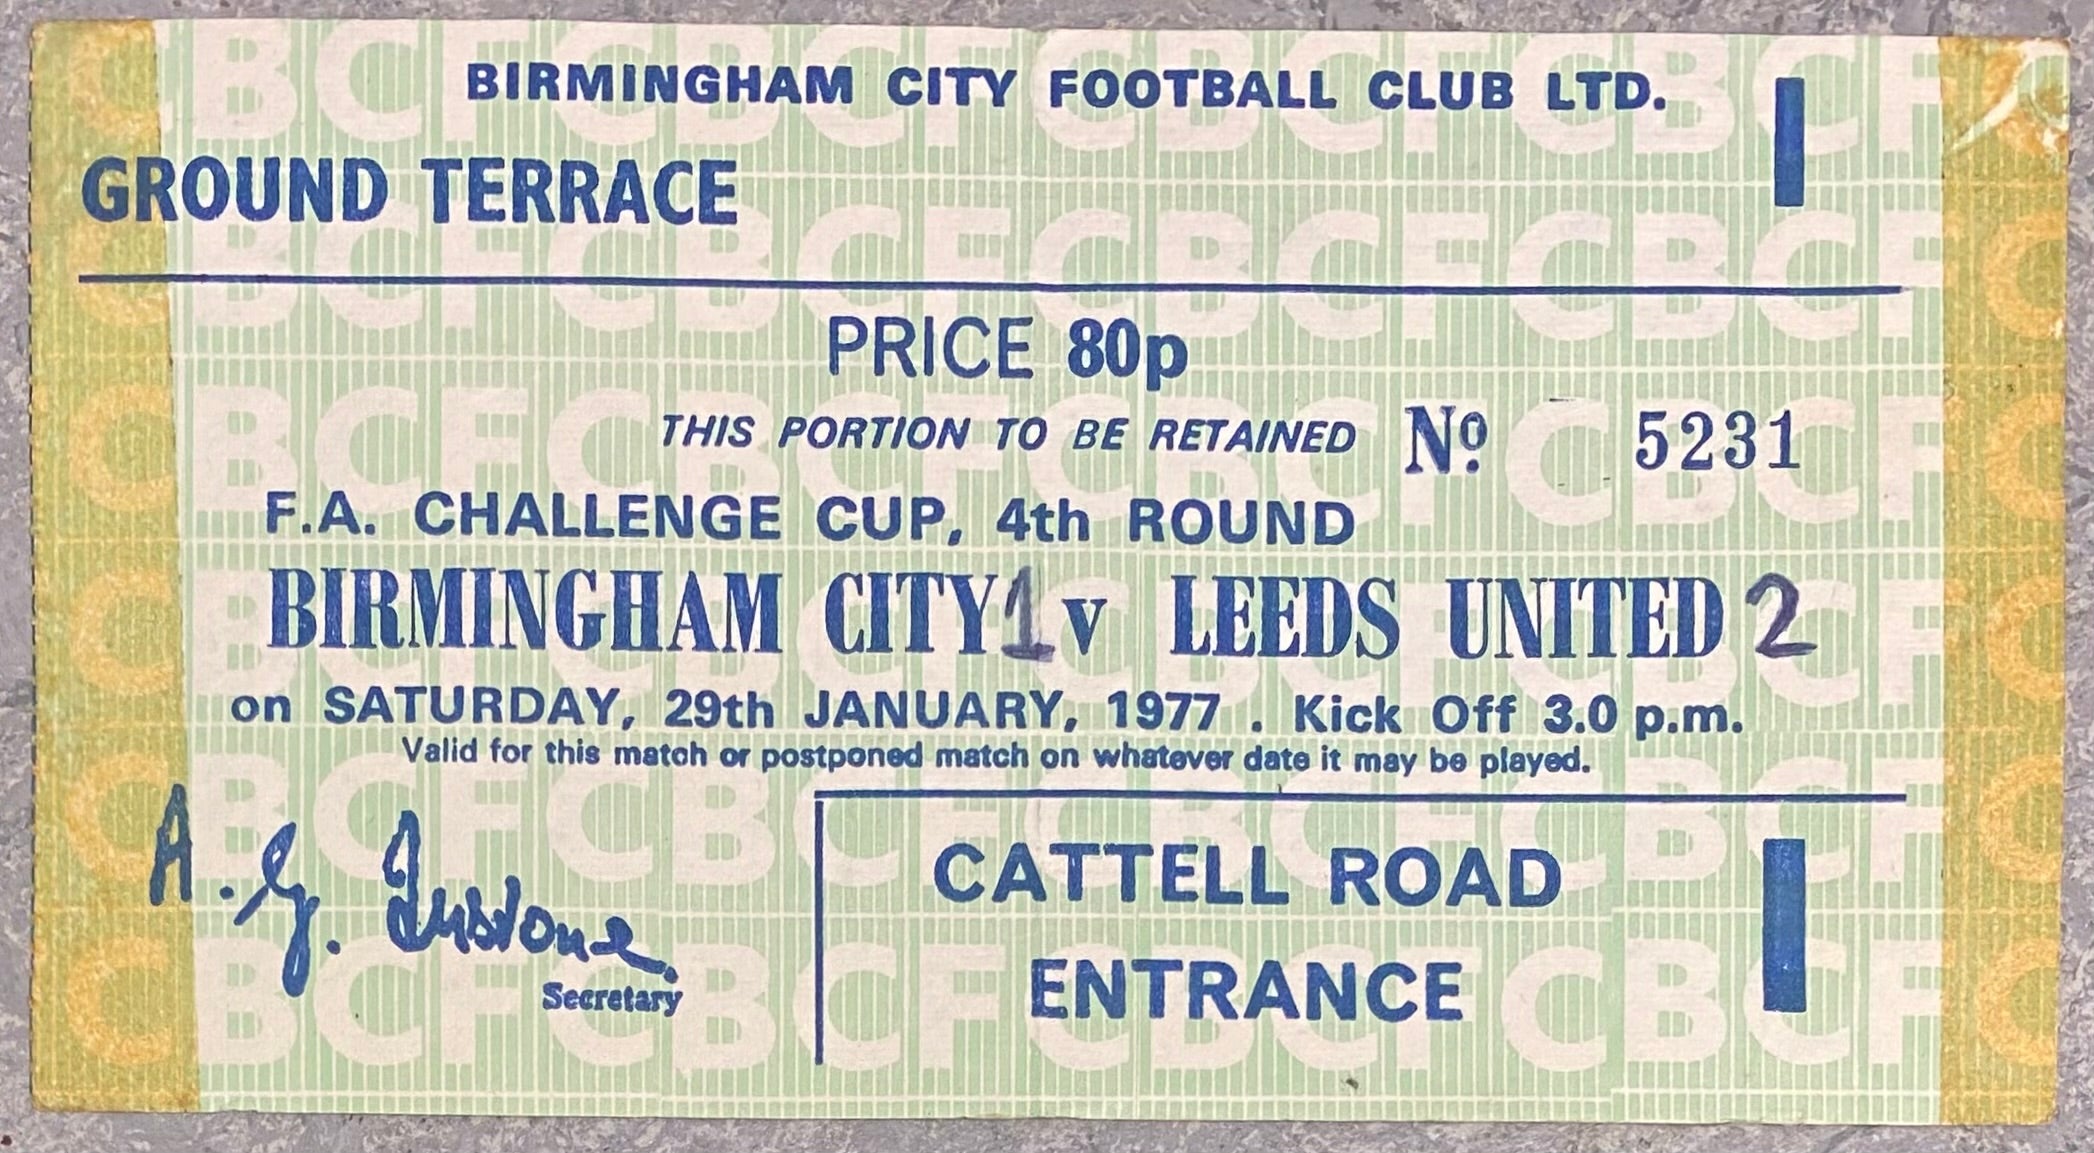 BIRMINGHAM CITY FOOTBALL CLUB LTD.
GROUND TERRACE
PRICE 80p
THIS PORTION TO BE RETAINED Nº 5231
F.A. CHALLENGE CUP, 4th ROUND
BIRMINGHAM CITY 1 v LEEDS UNITED 2
on SATURDAY, 29th JANUARY, 1977 . Kick Off 3.0 p.m.
Valid for this match or postponed match on whatever date it may be played.
A. G.
Secretary
CATTELL ROAD
ENTRANCE